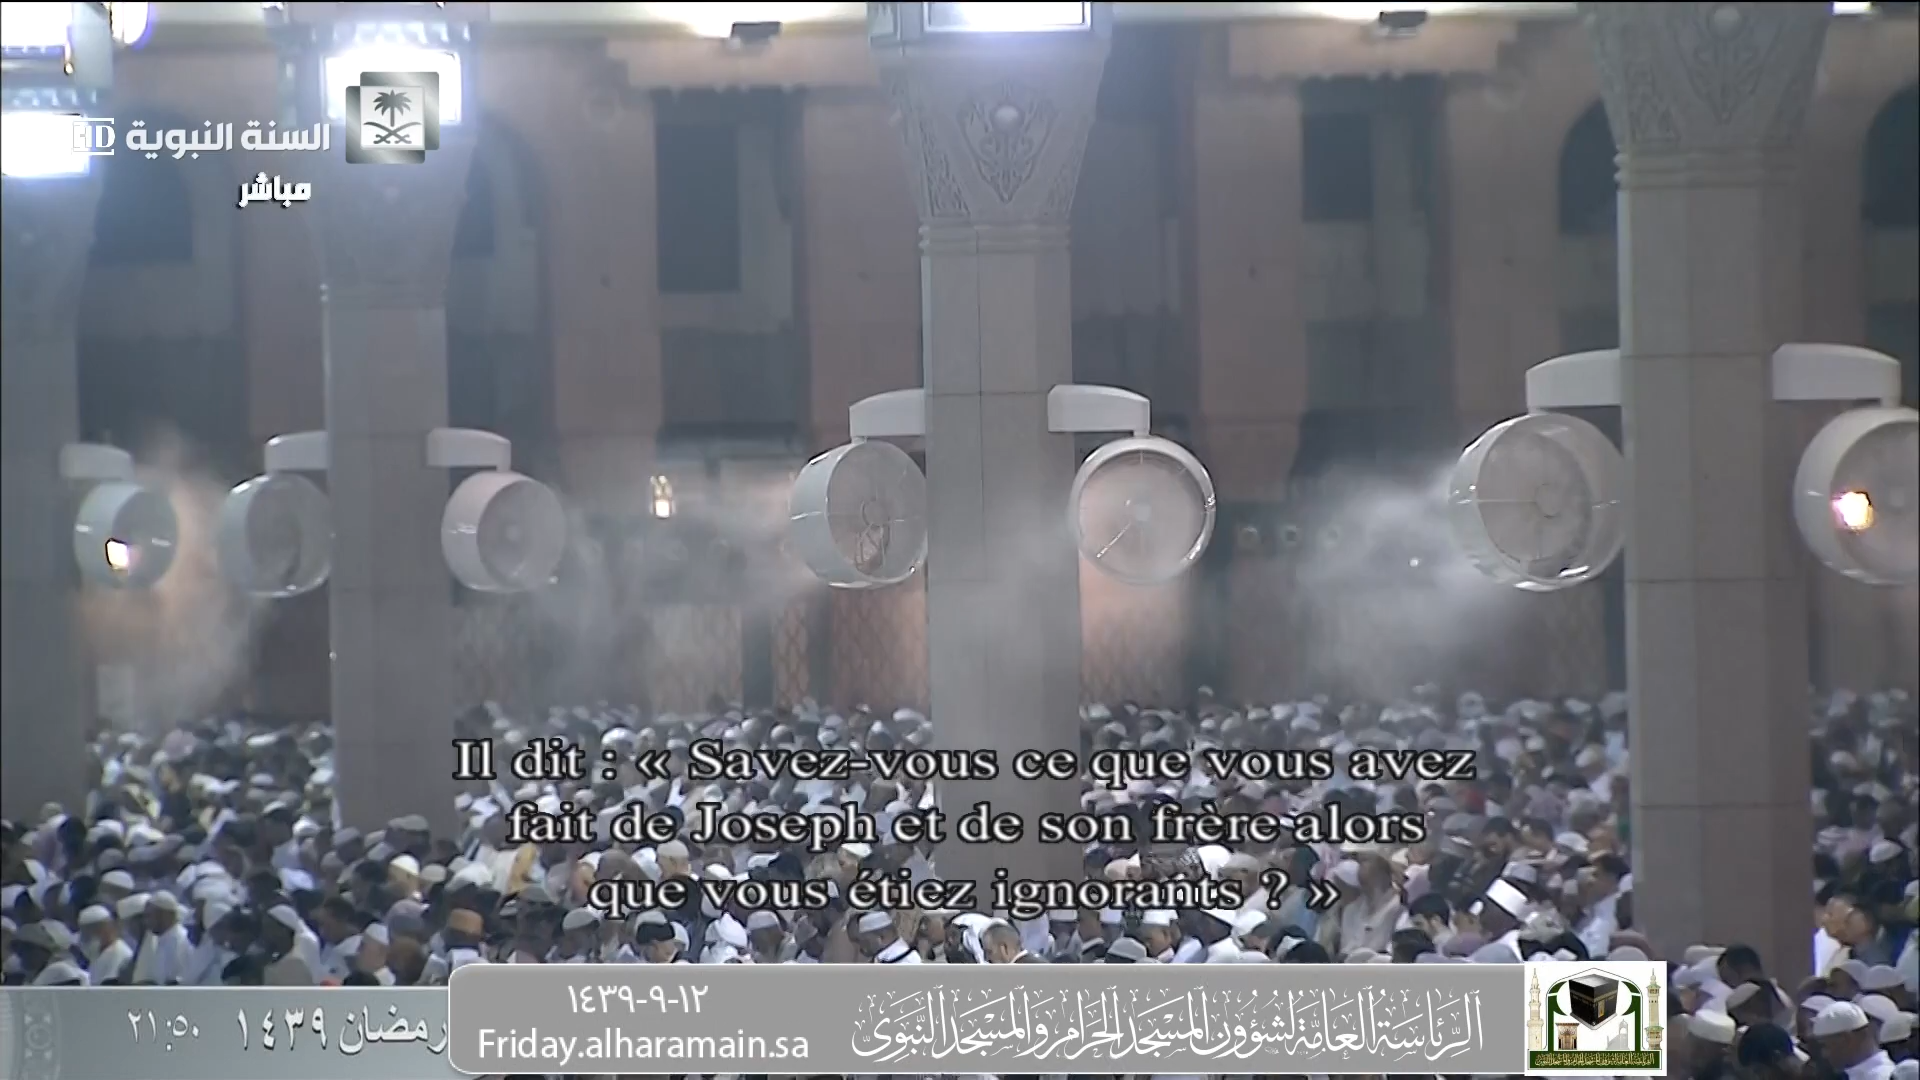 السنة النبوية HD
مباشر
Il dit : « Savez-vous ce que vous avez
fait de Joseph et de son frère alors
que vous étiez ignorants ? »
١٤٣٩-٩-١٢
Friday.alharamain.sa
الرئاسة العامة لشؤون المسجد الحرام والمسجد النبوي
رمضان ١٤٣٩
٢١:٥٠